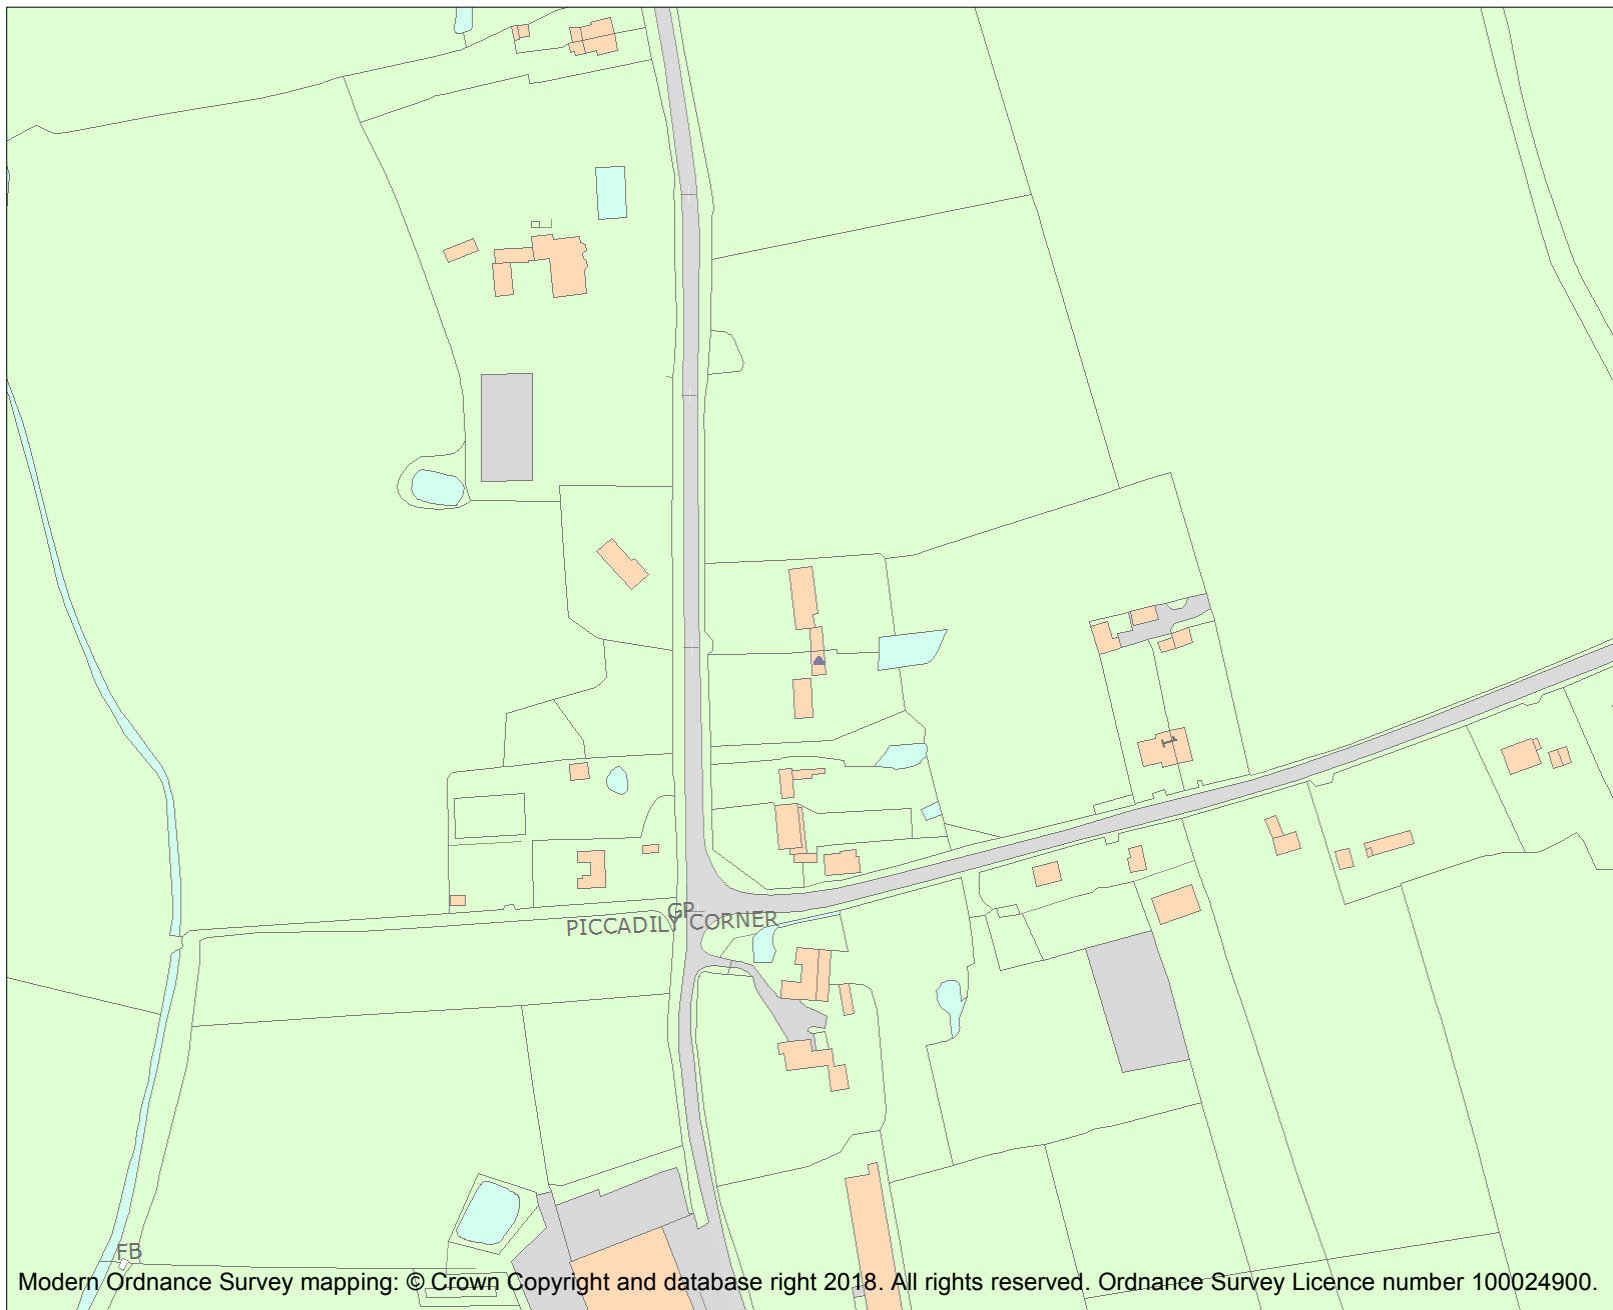 1
GP
PICCADILY CORNER
FB
Modern Ordnance Survey mapping: © Crown Copyright and database right 2018. All rights reserved. Ordnance Survey Licence number 100024900.